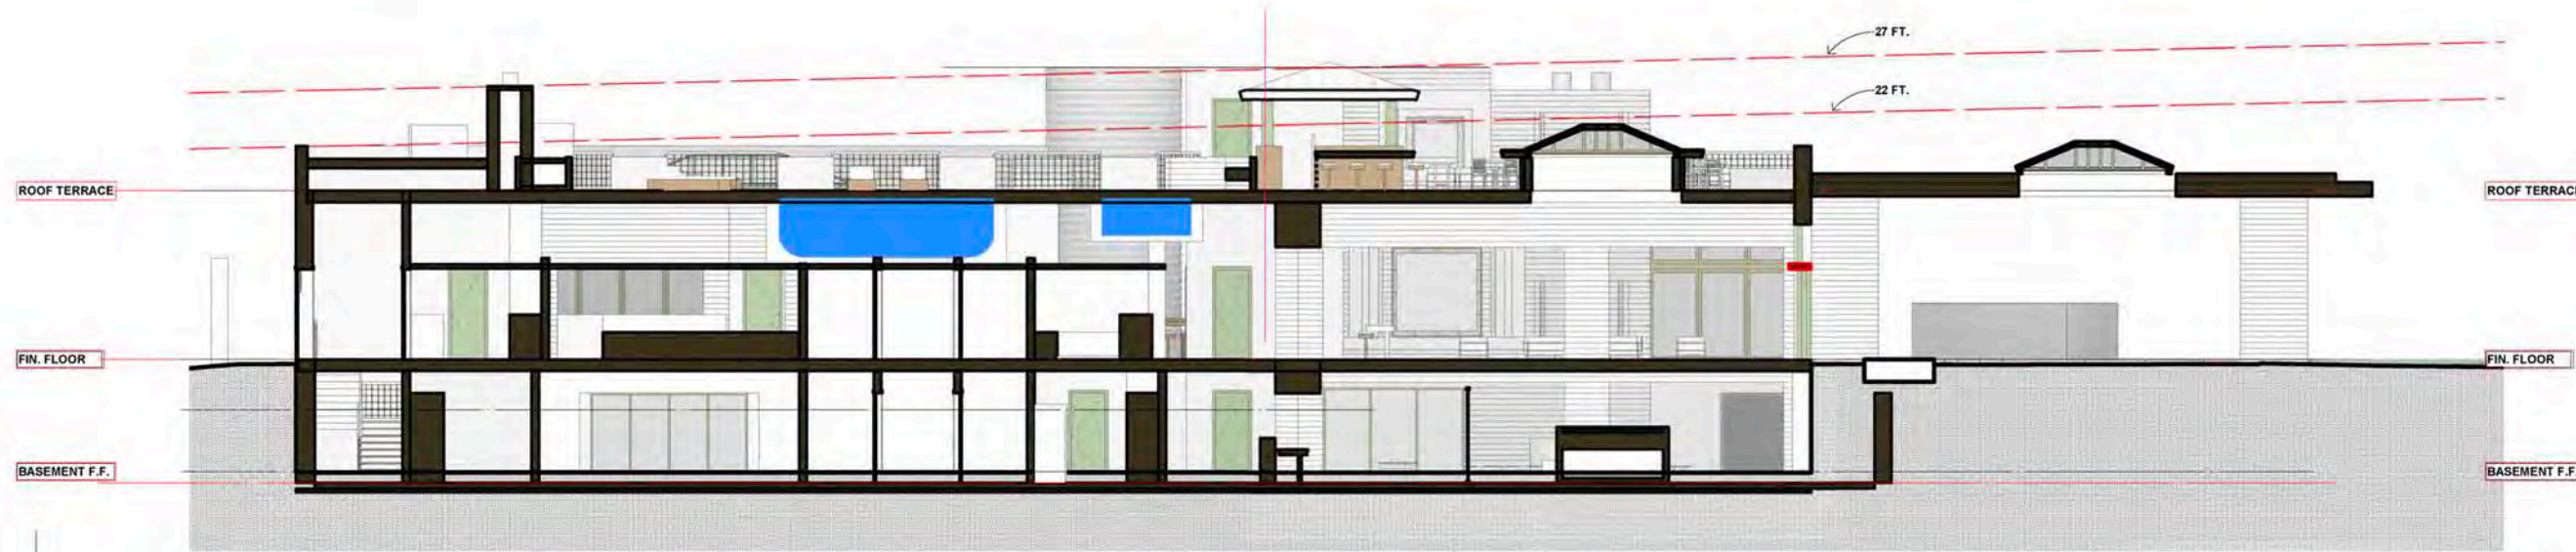 27 FT.
22 FT.
ROOF TERRACE
ROOF TERRAC
FIN. FLOOR
FIN. FLOOR
BASEMENT F.F.
BASEMENT F.F